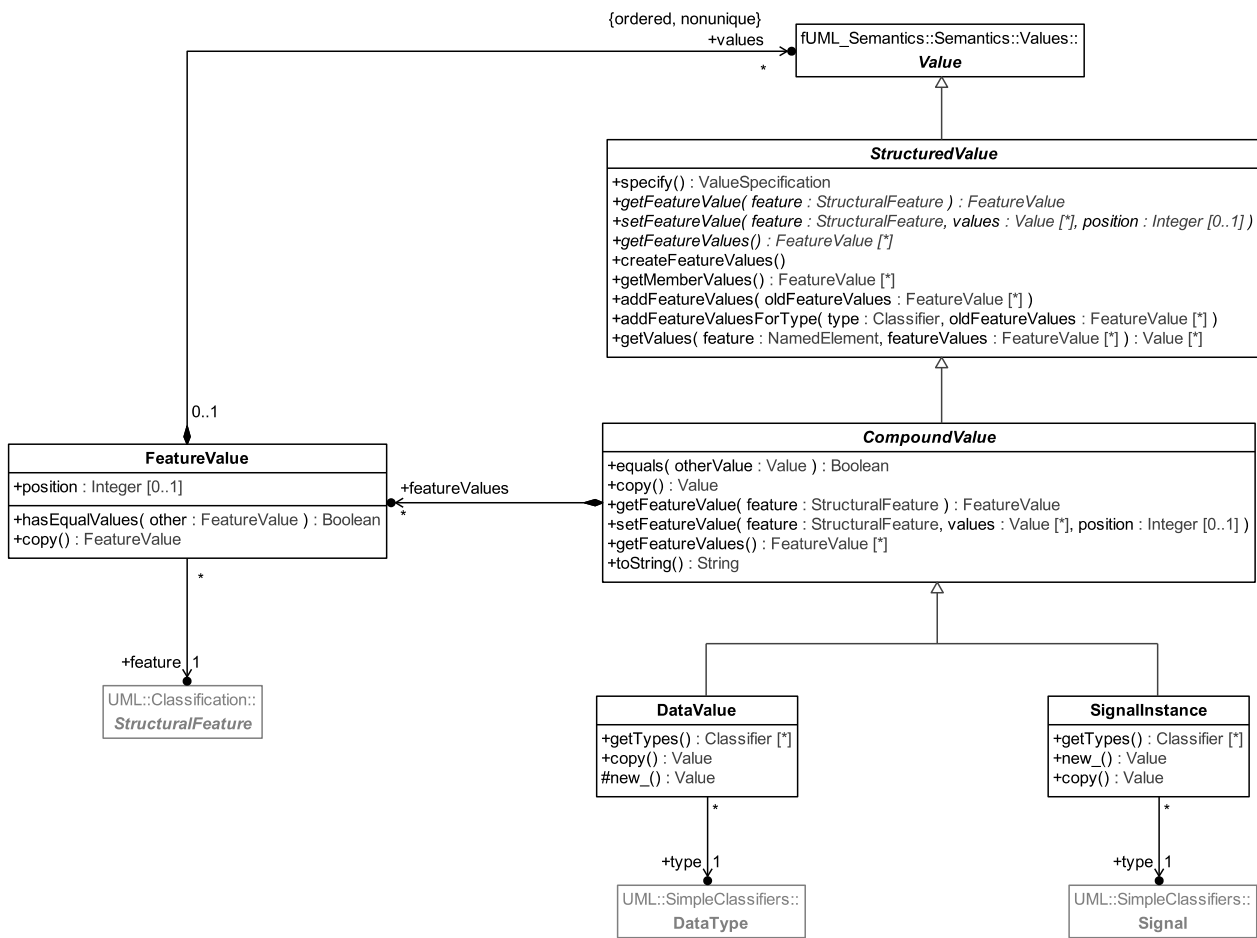 {ordered, nonunique}
+values
*
fUML_Semantics::Semantics::Values::
Value
StructuredValue
+specify() : ValueSpecification
+getFeatureValue( feature : StructuralFeature ) : FeatureValue
+setFeatureValue( feature : StructuralFeature, values : Value [*], position : Integer [0..1] )
+getFeatureValues() : FeatureValue [*]
+createFeatureValues()
+getMemberValues() : FeatureValue [*]
+addFeatureValues( oldFeatureValues : FeatureValue [*] )
+addFeatureValuesForType( type : Classifier, oldFeatureValues : FeatureValue [*] )
+getValues( feature : NamedElement, featureValues : FeatureValue [*] ) : Value [*]
0..1
FeatureValue
+position : Integer [0..1]
+hasEqualValues( other : FeatureValue ) : Boolean
+copy() : FeatureValue
+featureValues
*
CompoundValue
+equals( otherValue : Value ) : Boolean
+copy() : Value
+getFeatureValue( feature : StructuralFeature ) : FeatureValue
+setFeatureValue( feature : StructuralFeature, values : Value [*], position : Integer [0..1] )
+getFeatureValues() : FeatureValue [*]
+toString() : String
*
+feature 1
UML::Classification::
StructuralFeature
DataValue
+getTypes() : Classifier [*]
+copy() : Value
#new_() : Value
*
+type 1
UML::SimpleClassifiers::
DataType
SignalInstance
+getTypes() : Classifier [*]
+new_() : Value
+copy() : Value
*
+type 1
UML::SimpleClassifiers::
Signal